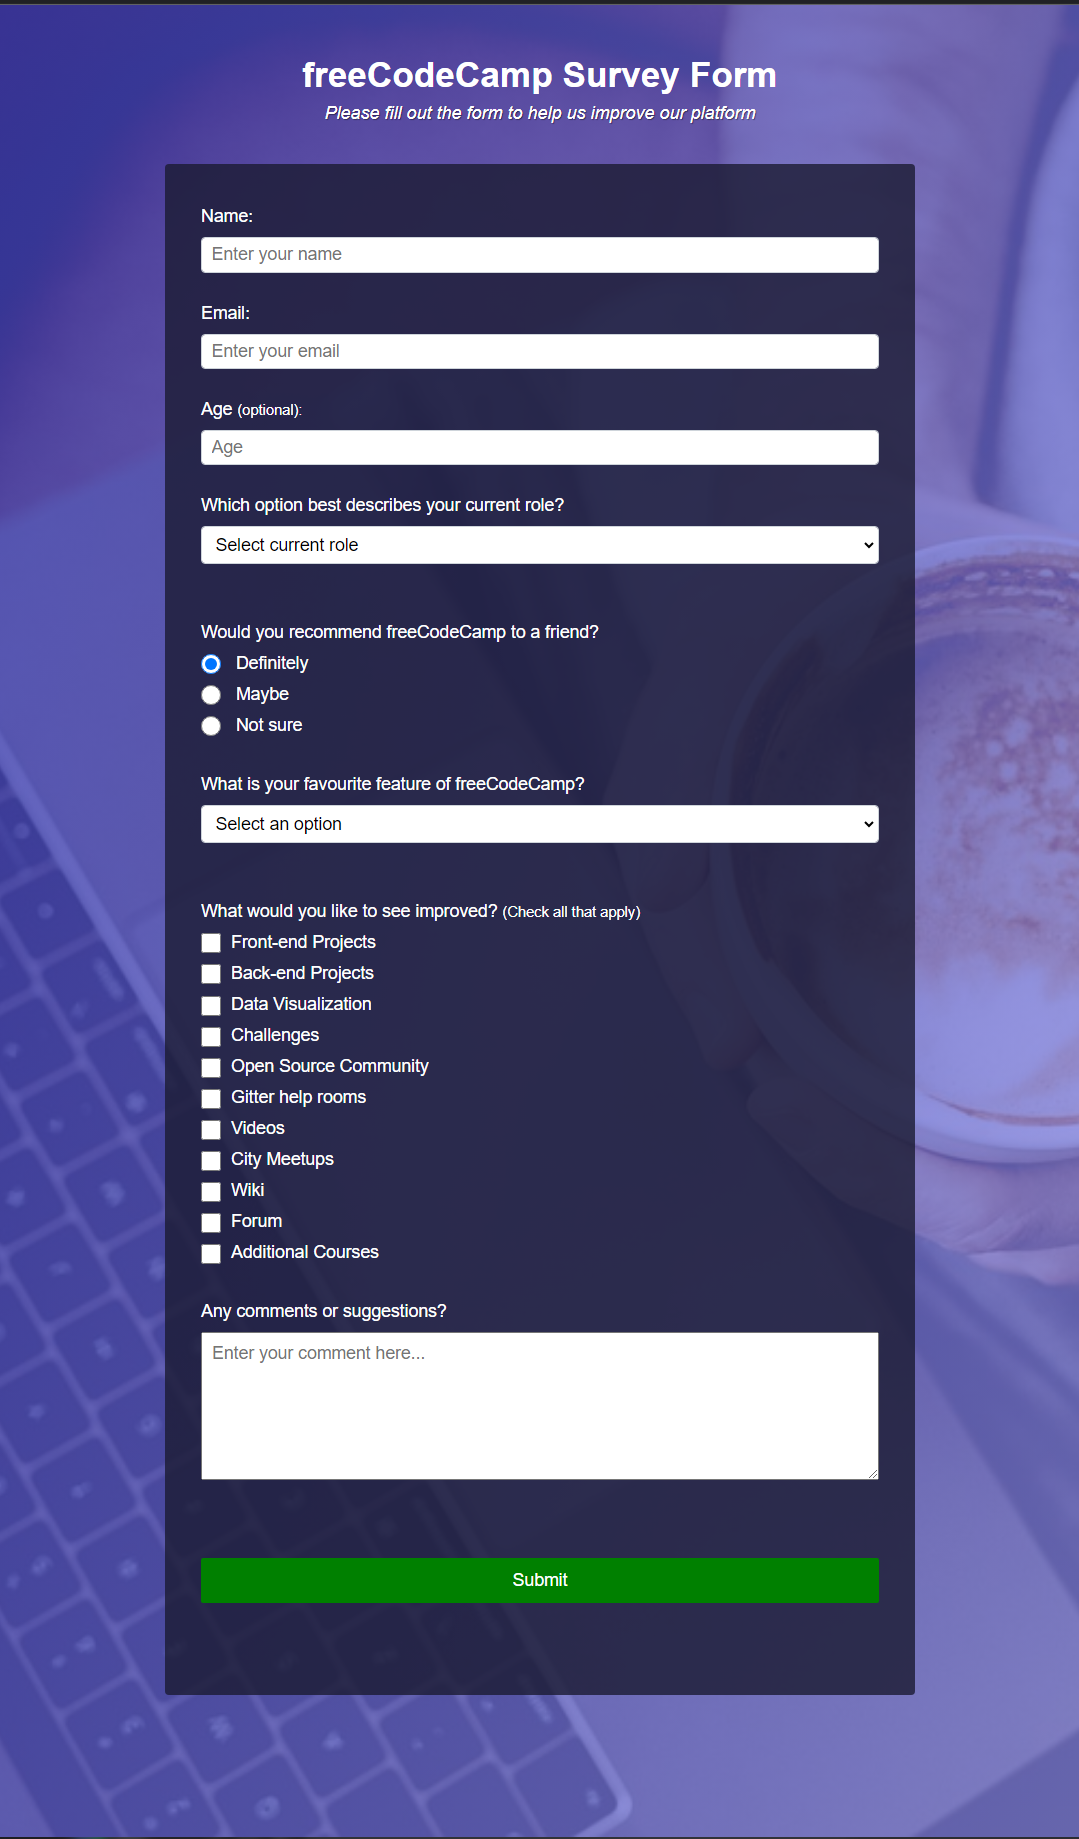 freeCodeCamp Survey Form
Please fill out the form to help us improve our platform
Name:
Enter your name
Email:
Enter your email
Age (optional):
Age
Which option best describes your current role?
Select current role
Would you recommend freeCodeCamp to a friend?
Definitely
Maybe
Not sure
What is your favourite feature of freeCodeCamp?
Select an option
What would you like to see improved? (Check all that apply)
Front-end Projects
Back-end Projects
Data Visualization
Challenges
Open Source Community
Gitter help rooms
Videos
City Meetups
Wiki
Forum
Additional Courses
Any comments or suggestions?
Enter your comment here...
Submit